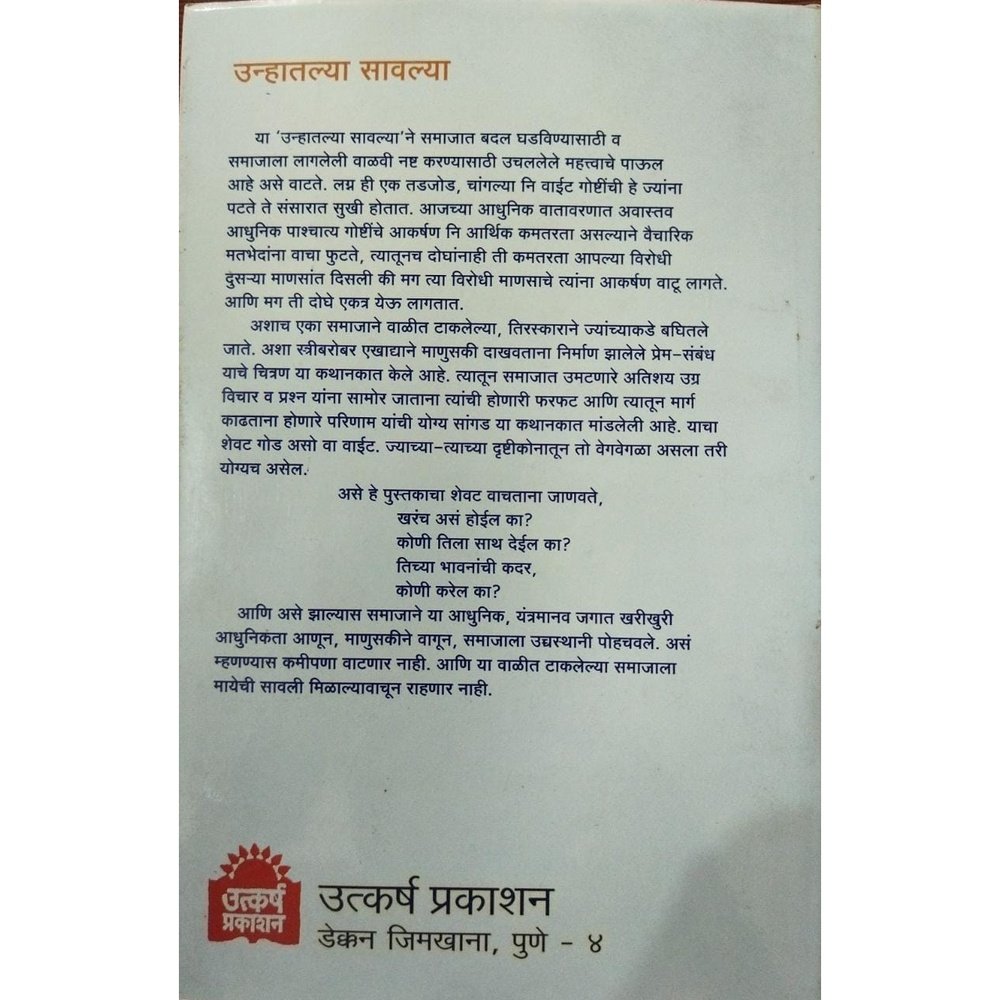 उन्हातल्या सावल्या
या 'उन्हातल्या सावल्या'ने समाजात बदल घडविण्यासाठी व
समाजाला लागलेली वाळवी नष्ट करण्यासाठी उचललेले महत्त्वाचे पाऊल
आहे असे वाटते. लग्न ही एक तडजोड, चांगल्या नि वाईट गोष्टींची हे ज्यांना
पटते ते संसारात सुखी होतात. आजच्या आधुनिक वातावरणात अवास्तव
आधुनिक पाश्चात्य गोष्टींचे आकर्षण नि आर्थिक कमतरता असल्याने वैचारिक
मतभेदांना वाचा फुटते, त्यातूनच दोघांनाही ती कमतरता आपल्या विरोधी
दुसऱ्या माणसांत दिसली की मग त्या विरोधी माणसाचे त्यांना आकर्षण वाटू लागते.
आणि मग ती दोघे एकत्र येऊ लागतात.
अशाच एका समाजाने वाळीत टाकलेल्या, तिरस्काराने ज्यांच्याकडे बघितले
जाते. अशा स्त्रीबरोबर एखाद्याने माणुसकी दाखवताना निर्माण झालेले प्रेम-संबंध
याचे चित्रण या कथानकात केले आहे. त्यातून समाजात उमटणारे अतिशय उग्र
विचार व प्रश्न यांना सामोर जाताना त्यांची होणारी फरफट आणि त्यातून मार्ग
काढताना होणारे परिणाम यांची योग्य सांगड या कथानकात मांडलेली आहे. याचा
शेवट गोड असो वा वाईट. ज्याच्या-त्याच्या दृष्टीकोनातून तो वेगवेगळा असला तरी
योग्यच असेल.
असे हे पुस्तकाचा शेवट वाचताना जाणवते,
खरंच असं होईल का?
कोणी तिला साथ देईल का?
तिच्या भावनांची कदर,
कोणी करेल का?
आणि असे झाल्यास समाजाने या आधुनिक, यंत्रमानव जगात खरीखुरी
आधुनिकता आणून, माणुसकीने वागून, समाजाला उच्चस्थानी पोहचवले. असं
म्हणण्यास कमीपणा वाटणार नाही. आणि या वाळीत टाकलेल्या समाजाला
मायेची सावली मिळाल्यावाचून राहणार नाही.
उत्कर्ष
प्रकाशन
उत्कर्ष प्रकाशन
डेक्कन जिमखाना, पुणे - ४